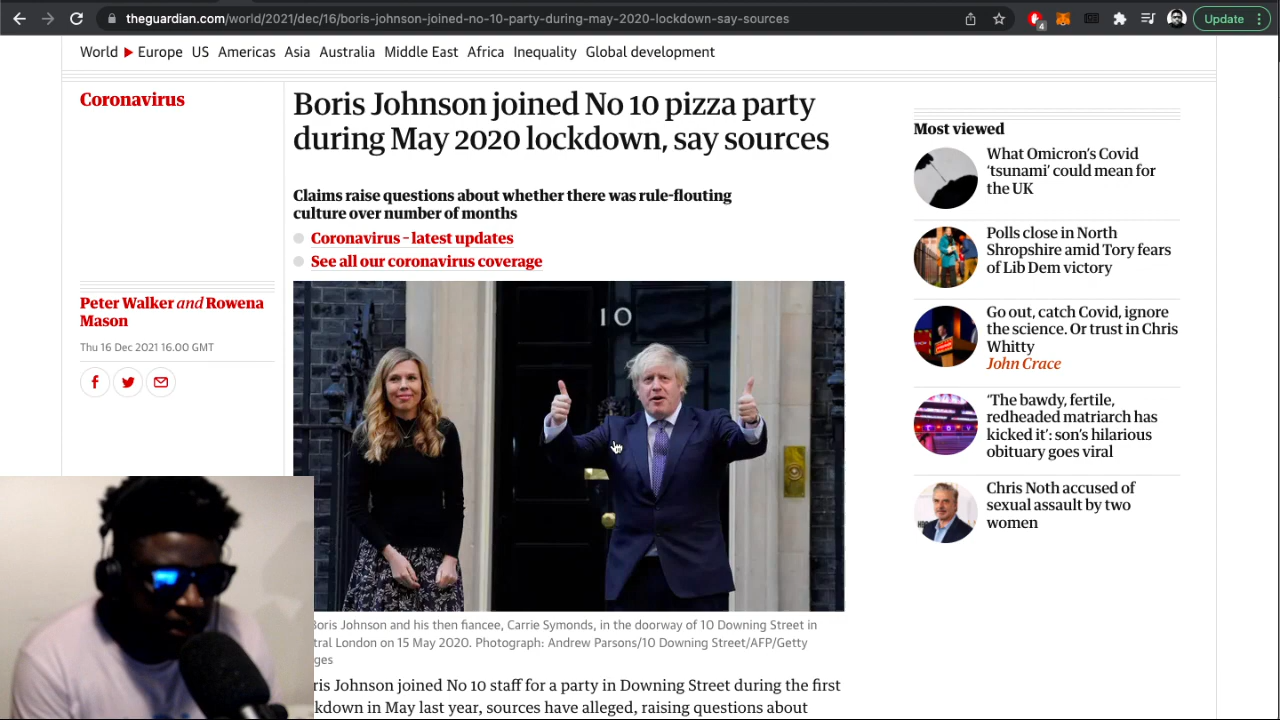 theguardian.com/world/2021/dec/16/boris-johnson-joined-no-10-party-during-may-2020-lockdown-say-sources
4
Update
World Europe US Americas Asia Australia Middle East Africa Inequality Global development
Coronavirus
Boris Johnson joined No 10 pizza party
during May 2020 lockdown, say sources
Claims raise questions about whether there was rule-flouting
culture over number of months
Coronavirus – latest updates
See all our coronavirus coverage
Peter Walker and Rowena
Mason
Thu 16 Dec 2021 16.00 GMT
10
Boris Johnson and his then fiancee, Carrie Symonds, in the doorway of 10 Downing Street in
tral London on 15 May 2020. Photograph: Andrew Parsons/10 Downing Street/AFP/Getty
ges
ris Johnson joined No 10 staff for a party in Downing Street during the first
kdown in May last year, sources have alleged, raising questions about
Most viewed
What Omicron's Covid
'tsunami' could mean for
the UK
Polls close in North
Shropshire amid Tory fears
of Lib Dem victory
Go out, catch Covid, ignore
the science. Or trust in Chris
Whitty
John Crace
'The bawdy, fertile,
redheaded matriarch has
kicked it': son's hilarious
obituary goes viral
Chris Noth accused of
sexual assault by two
women